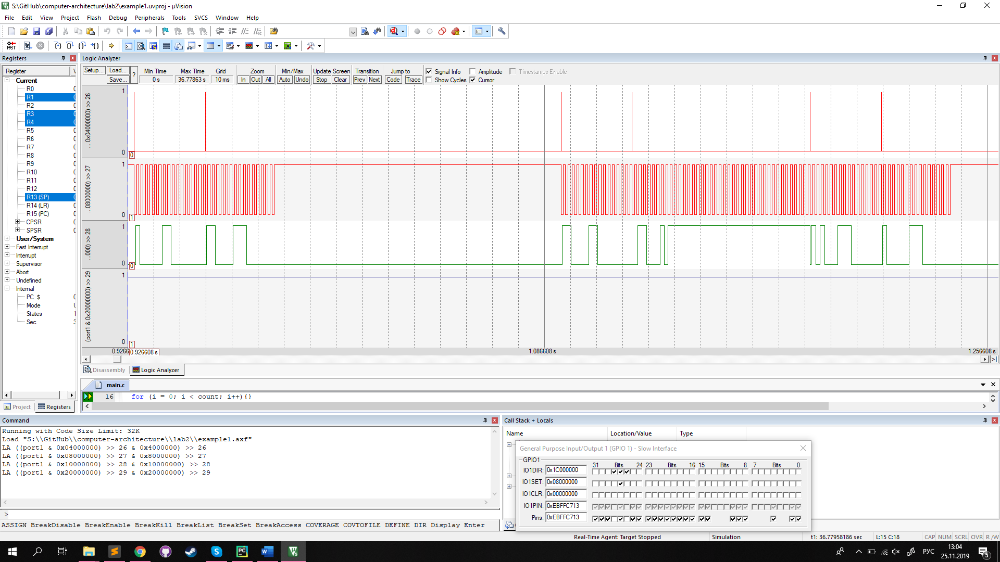 S:\GitHub\computer-architecture\lab2\example1.uvproj - µVision
File Edit View Project Flash Debug Peripherals Tools SVCS Window Help
RST
Registers
Logic Analyzer
Register
Current
R0
R1
R2
R3
R4
R5
R6
R7
R8
R9
R10
R11
R12
R13 (SP)
R14 (LR)
R15 (PC)
CPSR
SPSR
User/System
Fast Interrupt
Interrupt
Supervisor
Abort
Undefined
Internal
PC $
Mode
States
Sec
Project Registers
Setup... Load... Min Time Max Time Grid Zoom Min/Max Update Screen Transition Jump to Signal Info Amplitude Timestamps Enable
Save... ? 0 s 36.77863 s 10 ms In Out All Auto Undo Stop Clear Prev Next Code Trace Show Cycles Cursor
... 0x04000000) >> 26
1
0
0
...08000000) >> 27
1
0
1
...000) >> 28
1
0
0
(port1 & 0x20000000) >> 29
1
0
1
0.9266 0.926608 s 1.086608 s 1.256608 s
Disassembly Logic Analyzer
main.c
16 for (i = 0; i < count; i++){}
Command
Running with Code Size Limit: 32K
Load "S:\\GitHub\\computer-architecture\\lab2\\example1.axf"
LA ((port1 & 0x04000000) >> 26 & 0x4000000) >> 26
LA ((port1 & 0x08000000) >> 27 & 0x8000000) >> 27
LA ((port1 & 0x10000000) >> 28 & 0x10000000) >> 28
LA ((port1 & 0x20000000) >> 29 & 0x20000000) >> 29
>
ASSIGN BreakDisable BreakEnable BreakKill BreakList BreakSet BreakAccess COVERAGE COVTOFILE DEFINE DIR Display Enter
Call Stack + Locals
Name Location/Value Type
General Purpose Input/Output 1 (GPIO 1) - Slow Interface
GPIO1
31 Bits 24 23 Bits 16 15 Bits 8 7 Bits 0
IO1DIR: 0x1C000000
IO1SET: 0x08000000
IO1CLR: 0x00000000
IO1PIN: 0xEBFFC713
Pins: 0xEBFFC713
Real-Time Agent: Target Stopped Simulation t1: 36.77958186 sec L:15 C:18 CAP NUM SCRL OVR R /W
РУС
13:04
25.11.2019
5